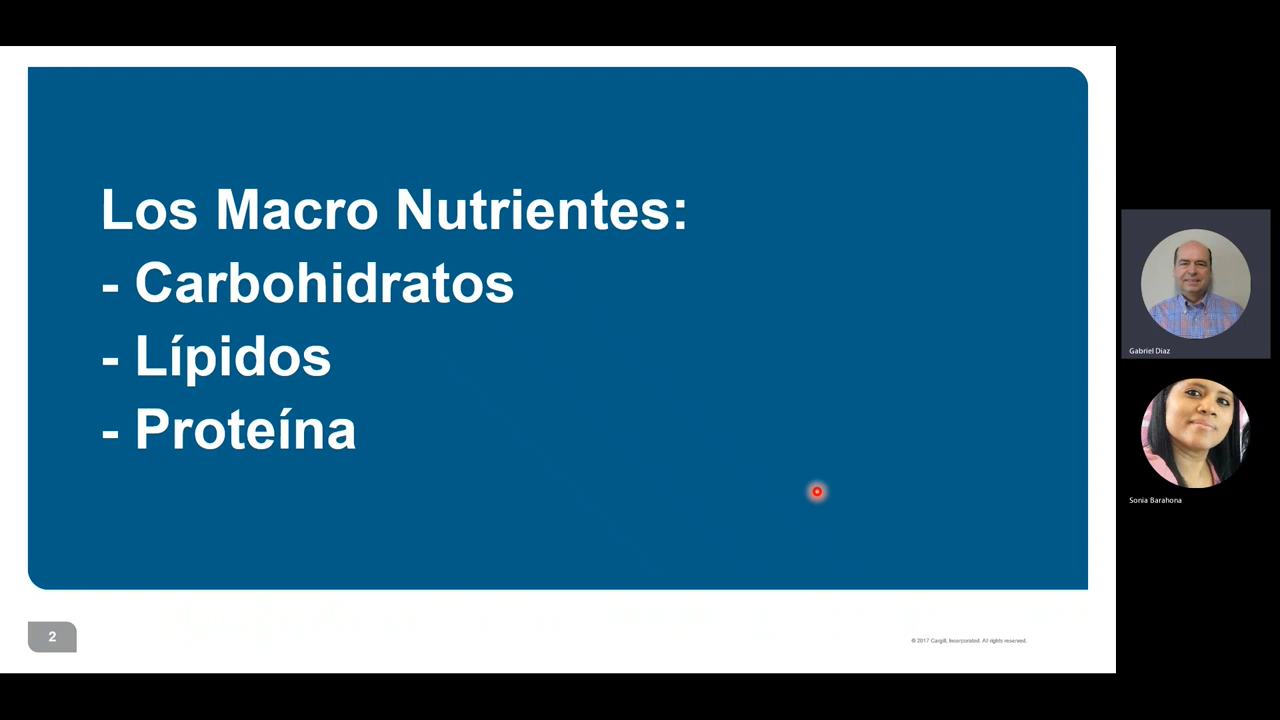 Los Macro Nutrientes:
- Carbohidratos
- Lípidos
- Proteína
2
© 2017 Cargill, Incorporated. All rights reserved.
Gabriel Diaz
Sonia Barahona